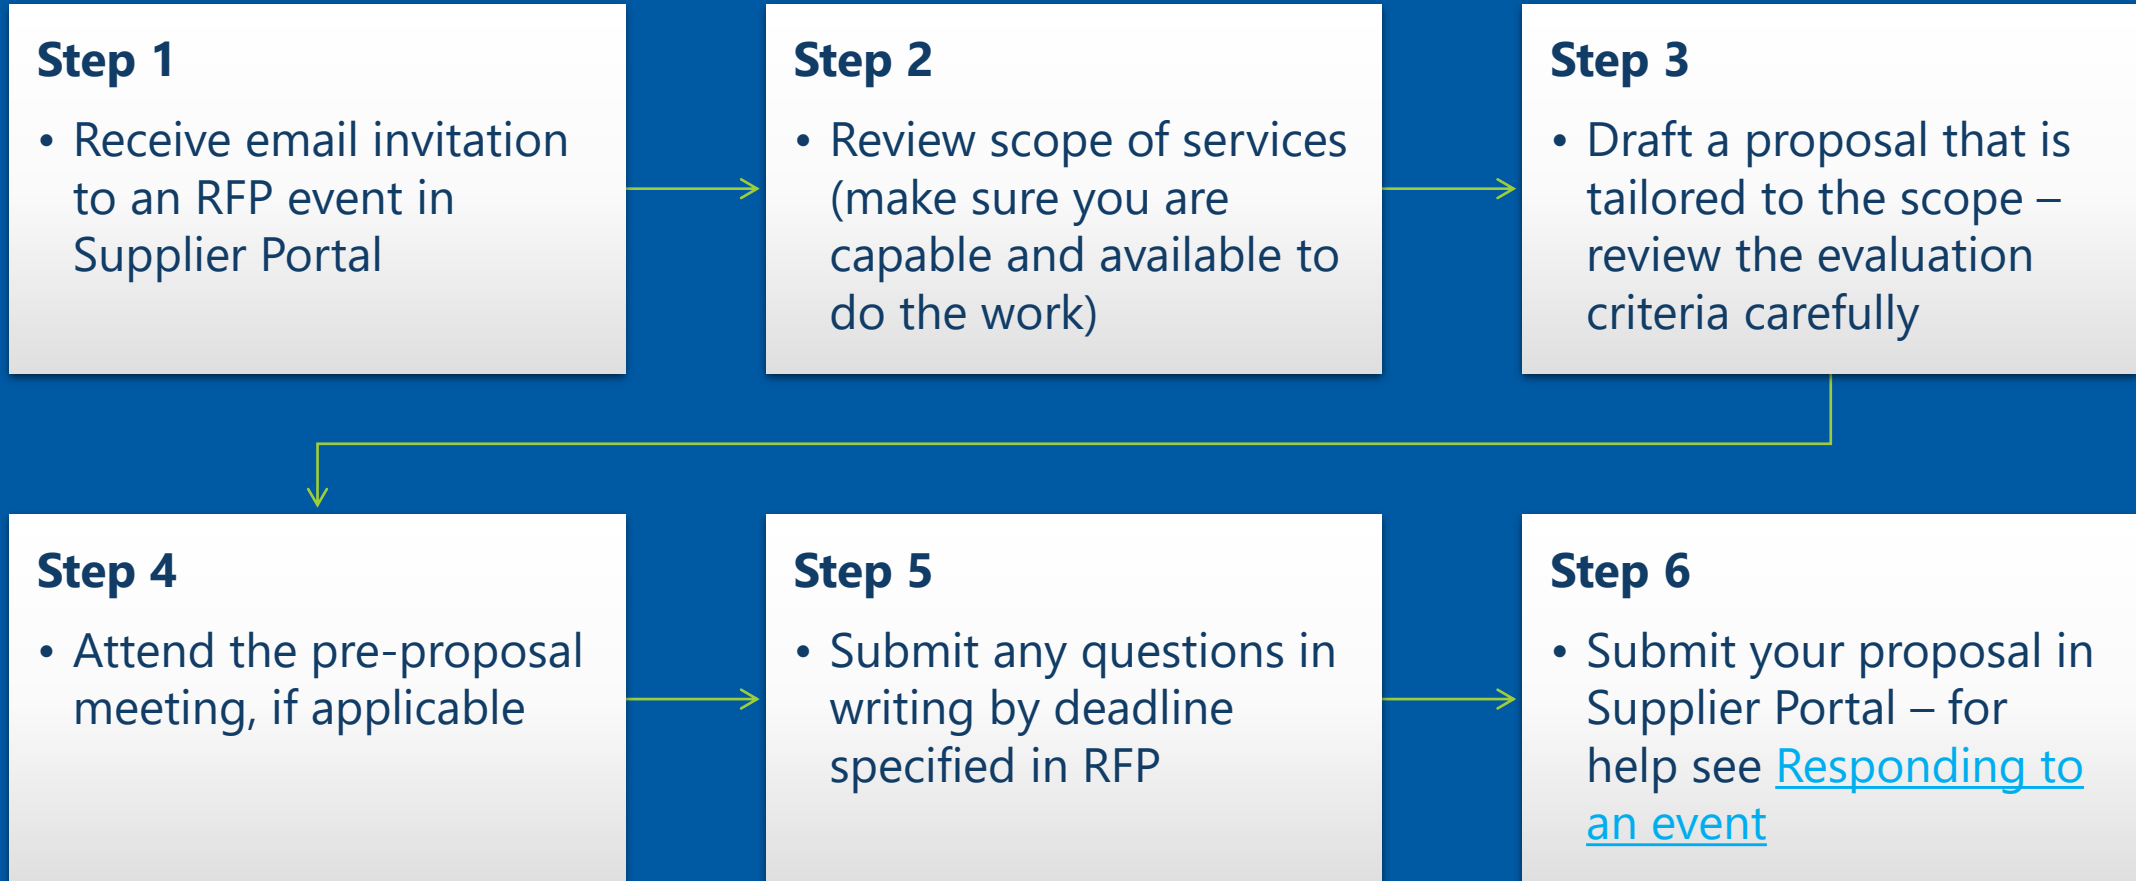 Step 1
• Receive email invitation
to an RFP event in
Supplier Portal
Step 2
• Review scope of services
(make sure you are
capable and available to
do the work)
Step 3
• Draft a proposal that is
tailored to the scope –
review the evaluation
criteria carefully
Step 4
• Attend the pre-proposal
meeting, if applicable
Step 5
• Submit any questions in
writing by deadline
specified in RFP
Step 6
• Submit your proposal in
Supplier Portal – for
help see Responding to
an event